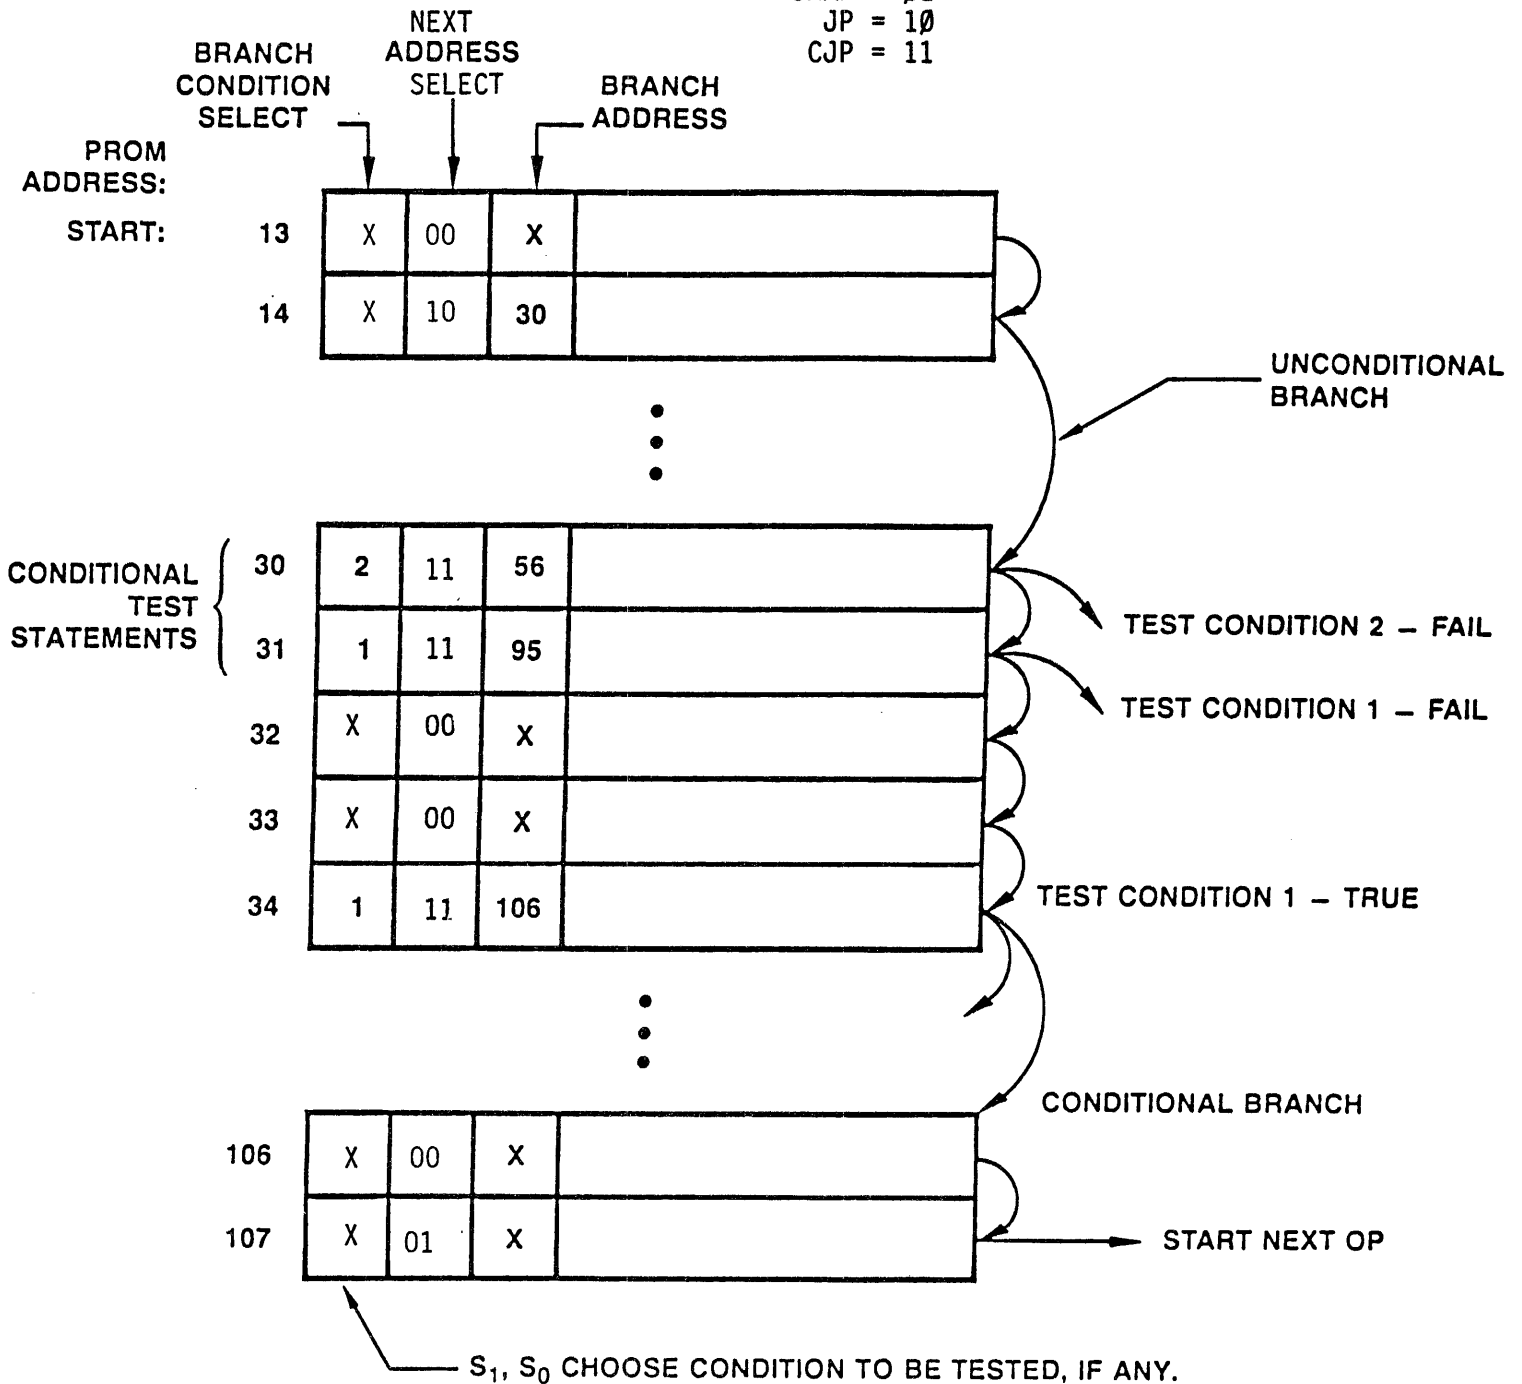 JP = 10
CJP = 11
NEXT
ADDRESS
SELECT
BRANCH
CONDITION
SELECT
BRANCH
ADDRESS
PROM
ADDRESS:
START:
13 X 00 X
14 X 10 30
UNCONDITIONAL
BRANCH
CONDITIONAL
TEST
STATEMENTS
30 2 11 56
TEST CONDITION 2 – FAIL
31 1 11 95
TEST CONDITION 1 – FAIL
32 X 00 X
33 X 00 X
34 1 11 106
TEST CONDITION 1 – TRUE
CONDITIONAL BRANCH
106 X 00 X
107 X 01 X
START NEXT OP
S₁, S₀ CHOOSE CONDITION TO BE TESTED, IF ANY.